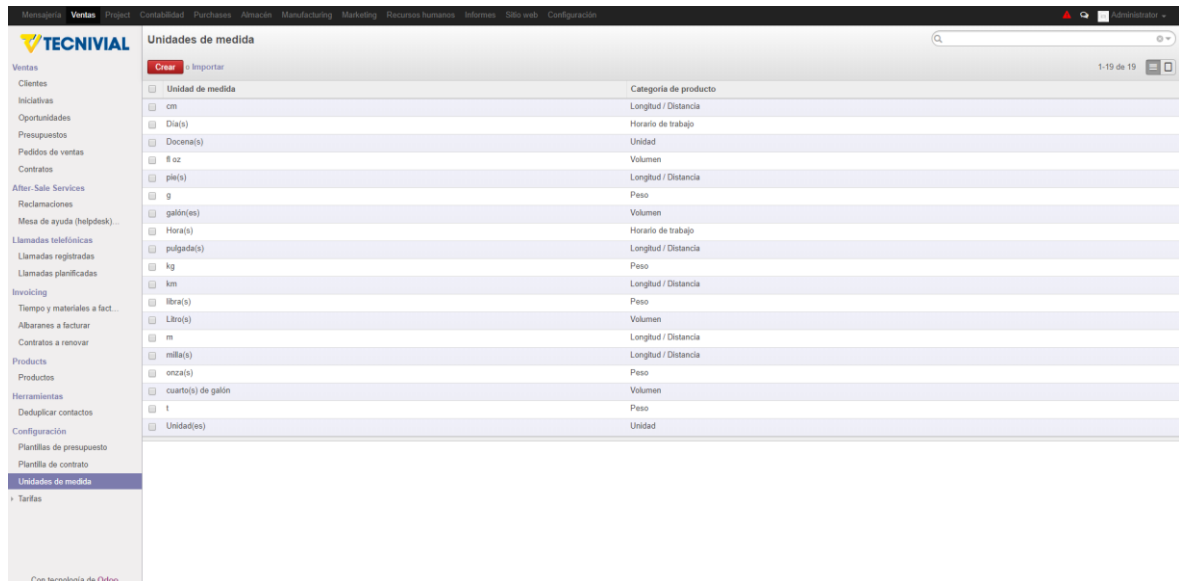 Mensajería Ventas Project Contabilidad Purchases Almacén Manufacturing Marketing Recursos humanos Informes Sitio web Configuración Administrator
TECNIVIAL
Unidades de medida
Crear o Importar 1-19 de 19
Ventas
Clientes
Iniciativas
Oportunidades
Presupuestos
Pedidos de ventas
Contratos
After-Sale Services
Reclamaciones
Mesa de ayuda (helpdesk)...
Llamadas telefónicas
Llamadas registradas
Llamadas planificadas
Invoicing
Tiempo y materiales a fact...
Albaranes a facturar
Contratos a renovar
Products
Productos
Herramientas
Deduplicar contactos
Configuración
Plantillas de presupuesto
Plantilla de contrato
Unidades de medida
Tarifas
Con tecnología de Odoo
Unidad de medida Categoría de producto
cm Longitud / Distancia
Día(s) Horario de trabajo
Docena(s) Unidad
fl oz Volumen
pie(s) Longitud / Distancia
g Peso
galón(es) Volumen
Hora(s) Horario de trabajo
pulgada(s) Longitud / Distancia
kg Peso
km Longitud / Distancia
libra(s) Peso
Litro(s) Volumen
m Longitud / Distancia
milla(s) Longitud / Distancia
onza(s) Peso
cuarto(s) de galón Volumen
t Peso
Unidad(es) Unidad